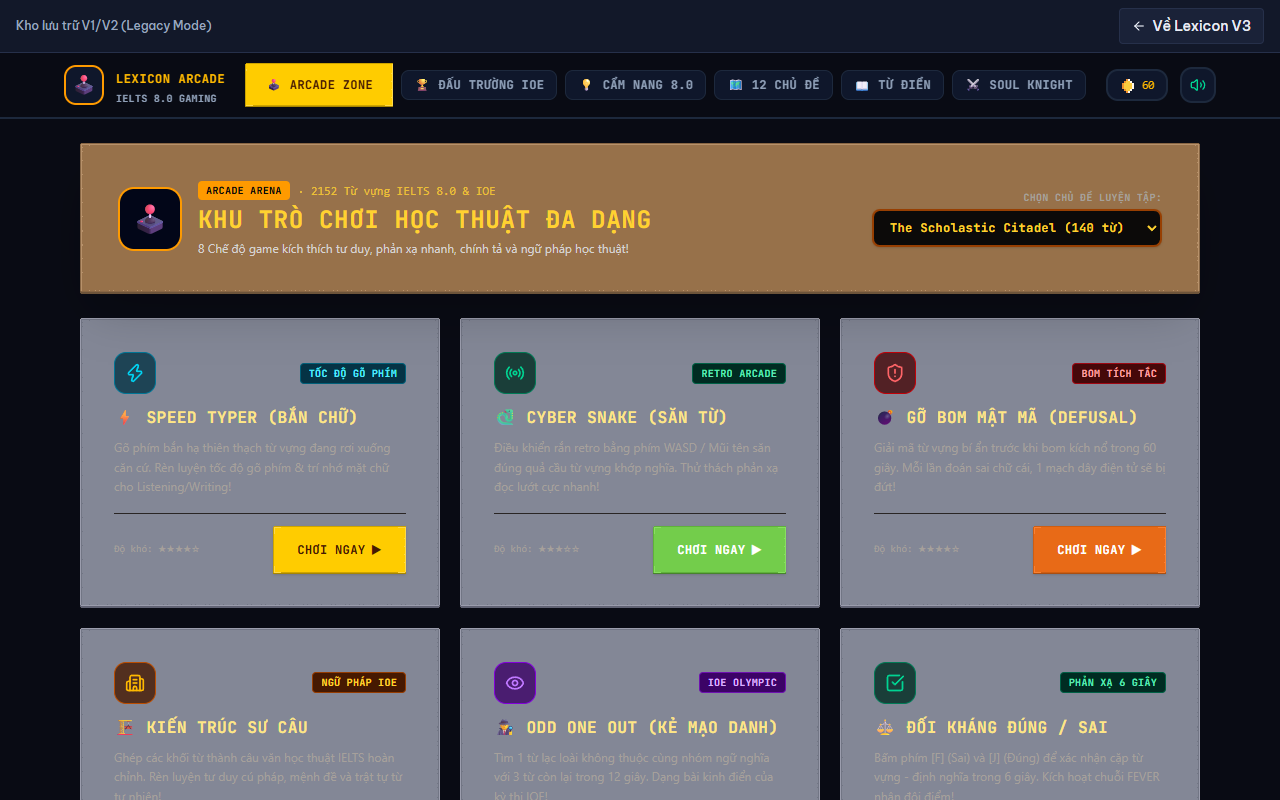 Kho lưu trữ V1/V2 (Legacy Mode)
← Về Lexicon V3
LEXICON ARCADE
IELTS 8.0 GAMING
ARCADE ZONE
ĐẤU TRƯỜNG IOE
CẨM NANG 8.0
12 CHỦ ĐỀ
TỪ ĐIỂN
SOUL KNIGHT
60
ARCADE ARENA · 2152 Từ vựng IELTS 8.0 & IOE
KHU TRÒ CHƠI HỌC THUẬT ĐA DẠNG
8 Chế độ game kích thích tư duy, phản xạ nhanh, chính tả và ngữ pháp học thuật!
CHỌN CHỦ ĐỀ LUYỆN TẬP:
The Scholastic Citadel (140 từ)
TỐC ĐỘ GÕ PHÍM
SPEED TYPER (BẮN CHỮ)
Gõ phím bắn hạ thiên thạch từ vựng đang rơi xuống
căn cứ. Rèn luyện tốc độ gõ phím & trí nhớ mặt chữ
cho Listening/Writing!
Độ khó: ★★★★☆
CHƠI NGAY ▶
RETRO ARCADE
CYBER SNAKE (SĂN TỪ)
Điều khiển rắn retro bằng phím WASD / Mũi tên săn
đúng quả cầu từ vựng khớp nghĩa. Thử thách phản xạ
đọc lướt cực nhanh!
Độ khó: ★★★☆☆
CHƠI NGAY ▶
BOM TÍCH TẮC
GỠ BOM MẬT MÃ (DEFUSAL)
Giải mã từ vựng bí ẩn trước khi bom kích nổ trong 60
giây. Mỗi lần đoán sai chữ cái, 1 mạch dây điện tử sẽ bị
đứt!
Độ khó: ★★★★☆
CHƠI NGAY ▶
NGỮ PHÁP IOE
KIẾN TRÚC SƯ CÂU
Ghép các khối từ thành câu văn học thuật IELTS hoàn
chỉnh. Rèn luyện tư duy cú pháp, mệnh đề và trật tự từ
tự nhiên!
IOE OLYMPIC
ODD ONE OUT (KẺ MẠO DANH)
Tìm 1 từ lạc loài không thuộc cùng nhóm ngữ nghĩa
với 3 từ còn lại trong 12 giây. Dạng bài kinh điển của
kỳ thi IOE!
PHẢN XẠ 6 GIÂY
ĐỐI KHÁNG ĐÚNG / SAI
Bấm phím [F] (Sai) và [J] (Đúng) để xác nhận cặp từ
vựng - định nghĩa trong 6 giây. Kích hoạt chuỗi FEVER
nhân đôi điểm!